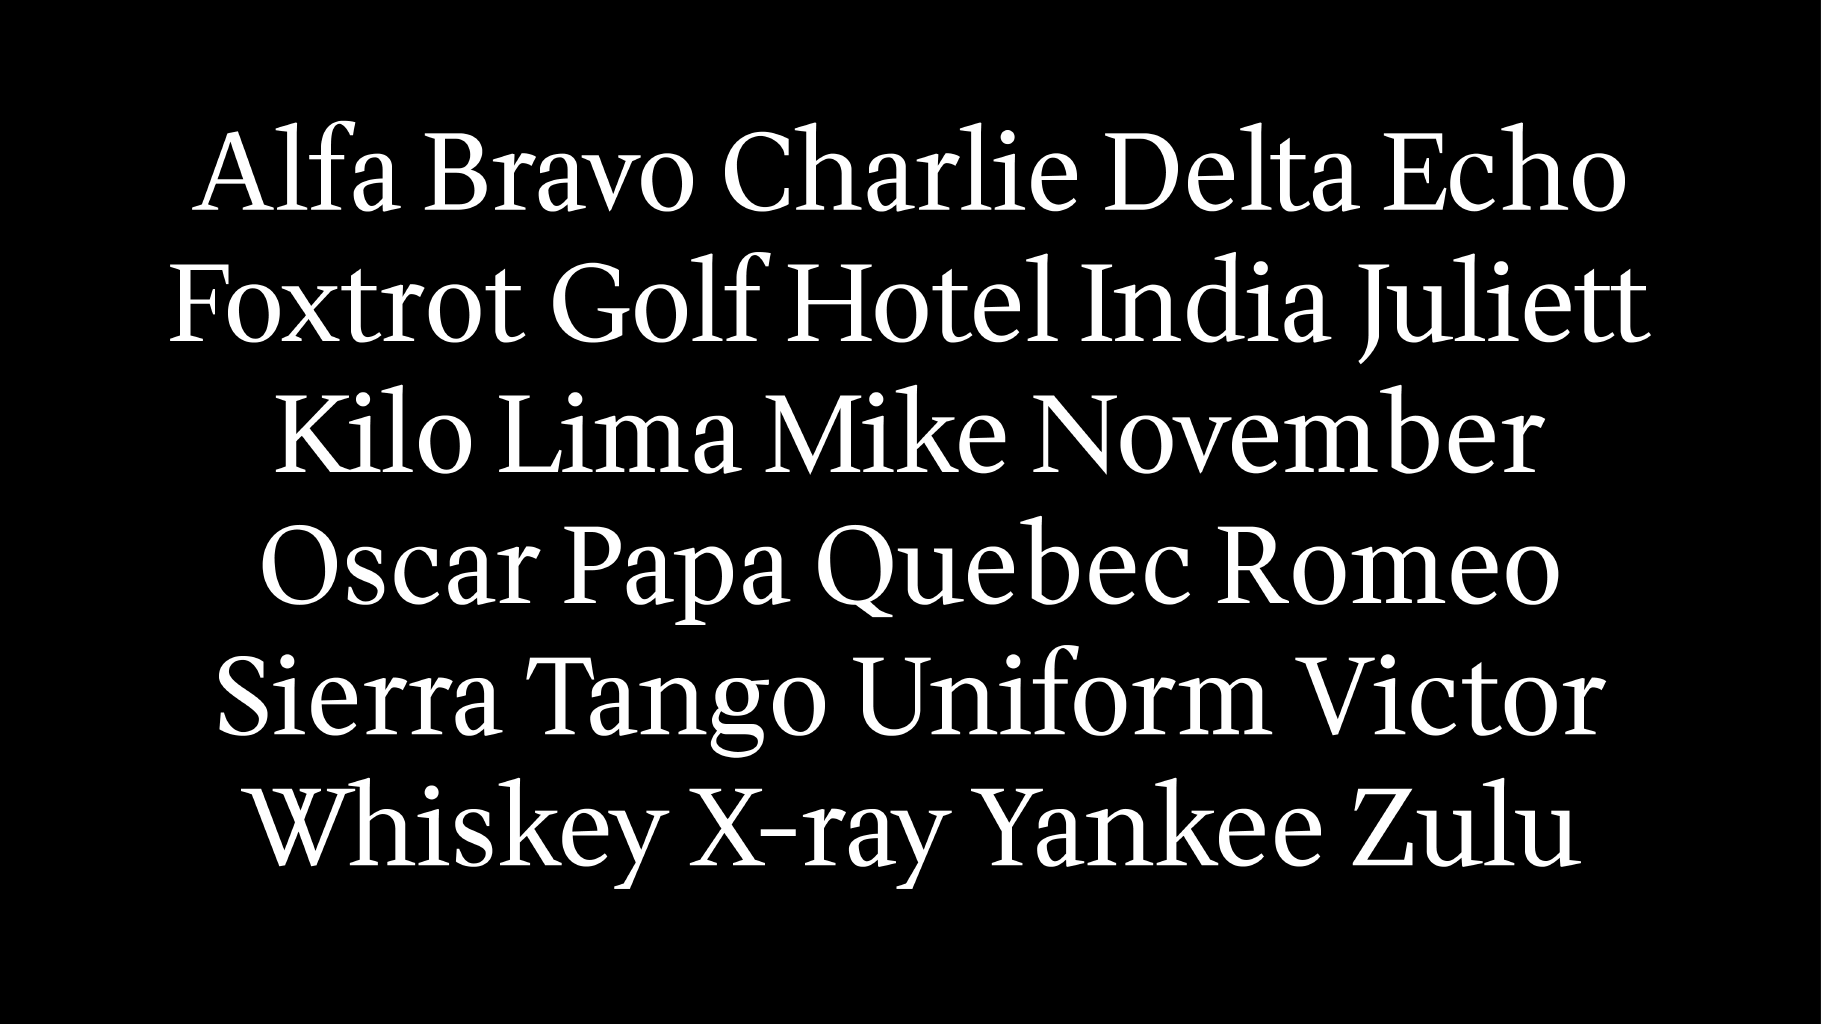 Alfa Bravo Charlie Delta Echo
Foxtrot Golf Hotel India Juliett
Kilo Lima Mike November
Oscar Papa Quebec Romeo
Sierra Tango Uniform Victor
Whiskey X-ray Yankee Zulu